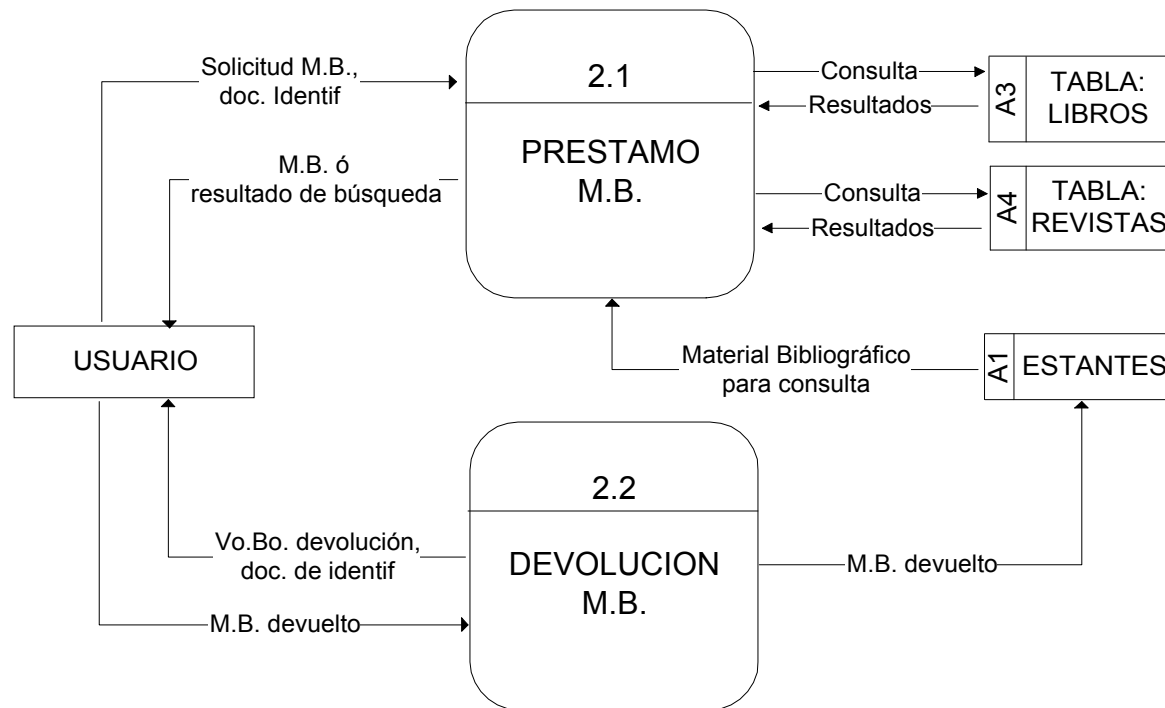 Solicitud M.B.,
doc. Identif
2.1
PRESTAMO
M.B.
Consulta
Resultados
A3
TABLA:
LIBROS
M.B. ó
resultado de búsqueda
Consulta
Resultados
A4
TABLA:
REVISTAS
USUARIO
Material Bibliográfico
para consulta
A1
ESTANTES
2.2
DEVOLUCION
M.B.
Vo.Bo. devolución,
doc. de identif
M.B. devuelto
M.B. devuelto